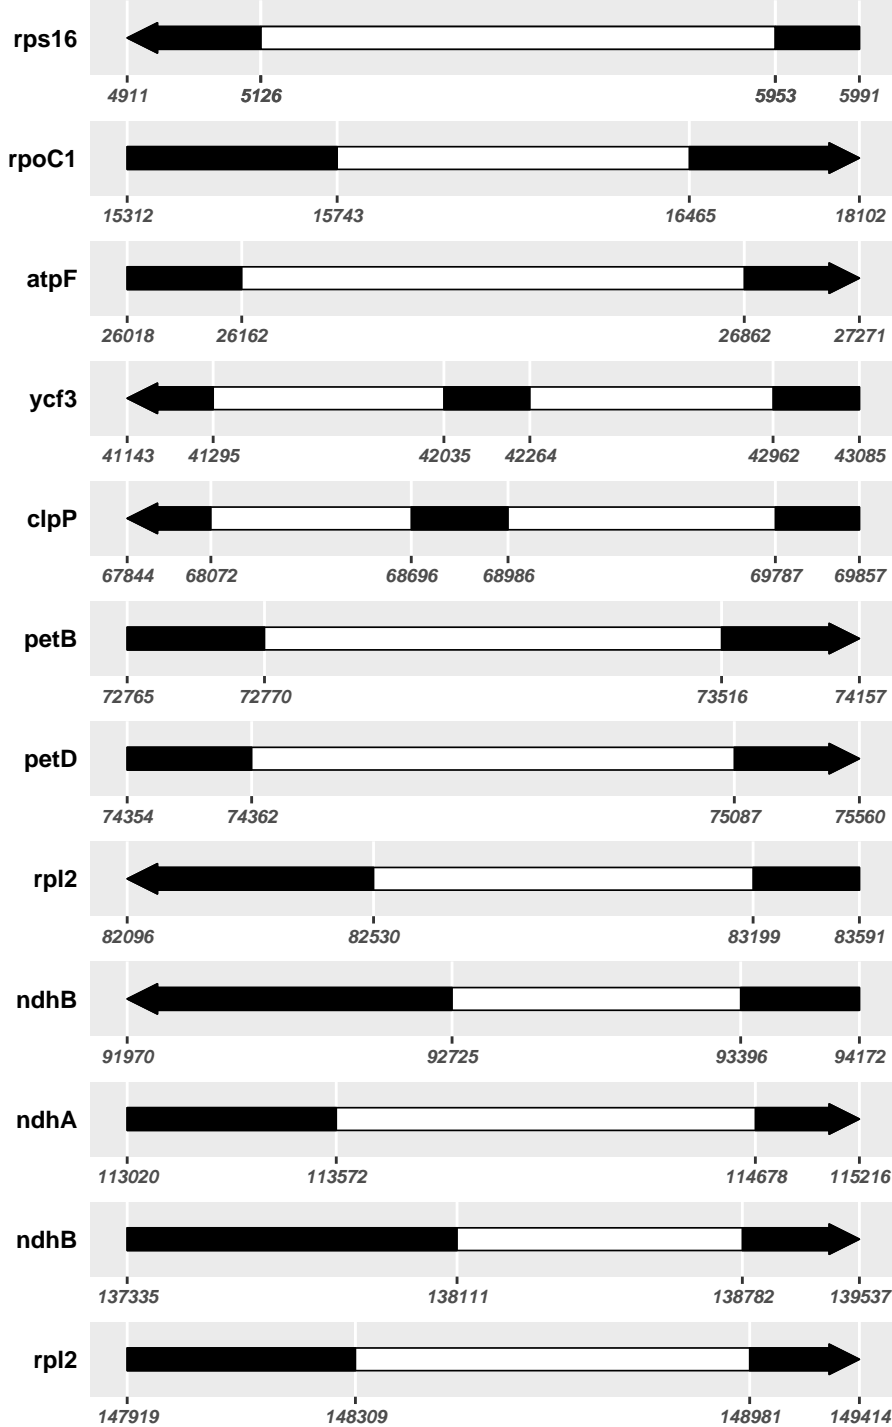 rps16
4911 5126 5953 5991
rpoC1
15312 15743 16465 18102
atpF
26018 26162 26862 27271
ycf3
41143 41295 42035 42264 42962 43085
clpP
67844 68072 68696 68986 69787 69857
petB
72765 72770 73516 74157
petD
74354 74362 75087 75560
rpl2
82096 82530 83199 83591
ndhB
91970 92725 93396 94172
ndhA
113020 113572 114678 115216
ndhB
137335 138111 138782 139537
rpl2
147919 148309 148981 149414